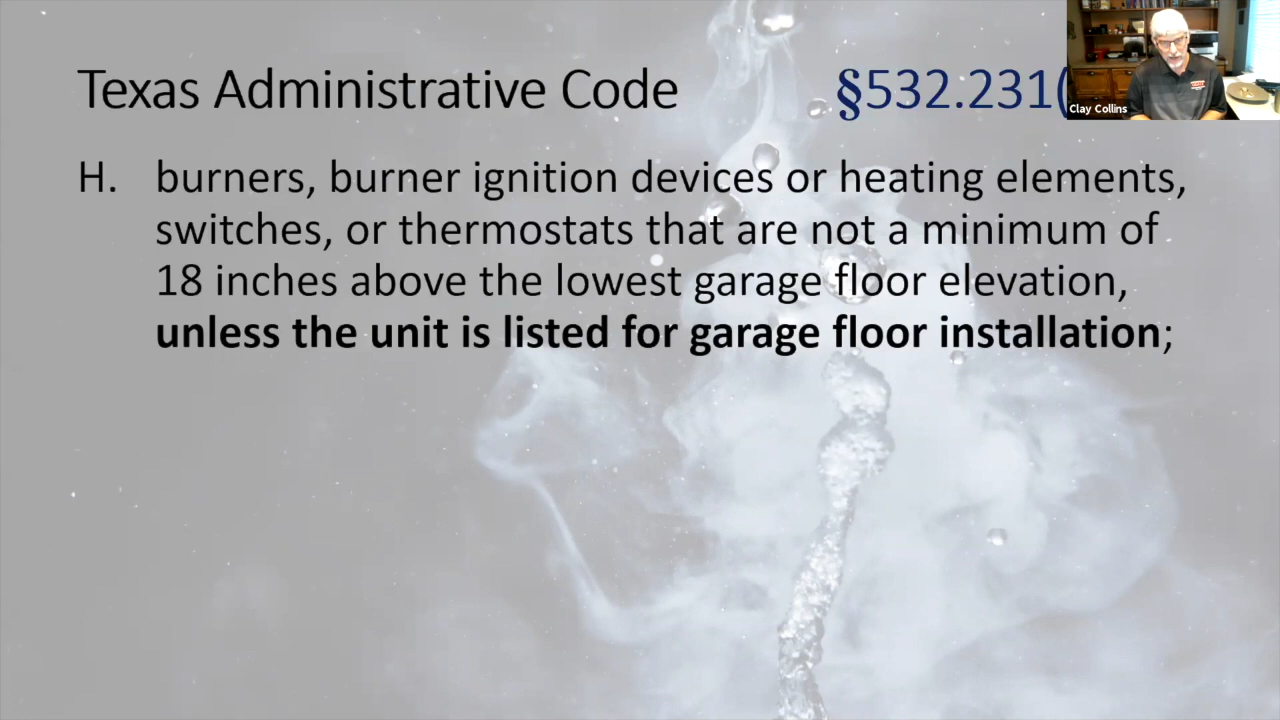 Texas Administrative Code §532.231(
Clay Collins
H. burners, burner ignition devices or heating elements,
switches, or thermostats that are not a minimum of
18 inches above the lowest garage floor elevation,
unless the unit is listed for garage floor installation;